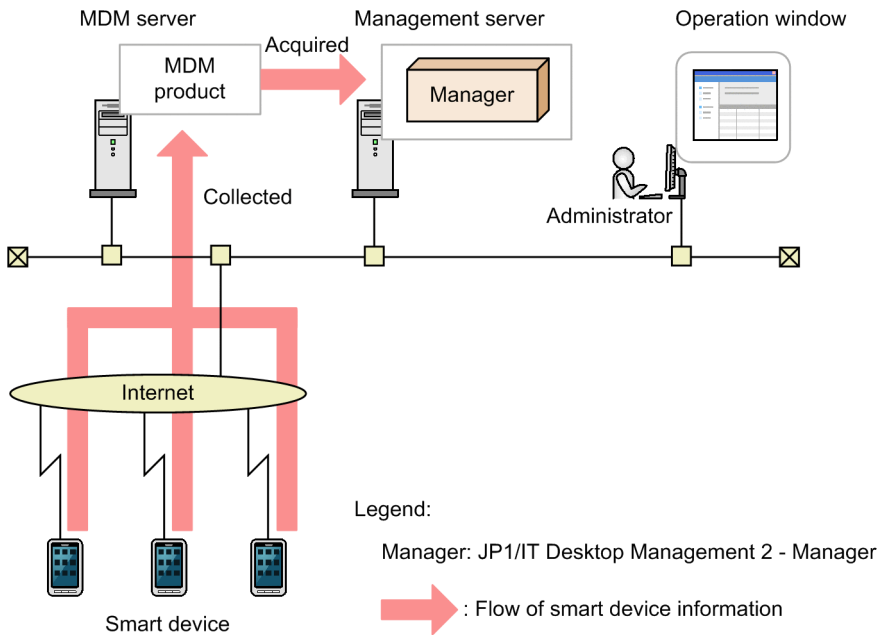 MDM server
Management server
Operation window
Acquired
MDM
product
Manager
Collected
Administrator
Internet
Legend:
Manager: JP1/IT Desktop Management 2 - Manager
: Flow of smart device information
Smart device